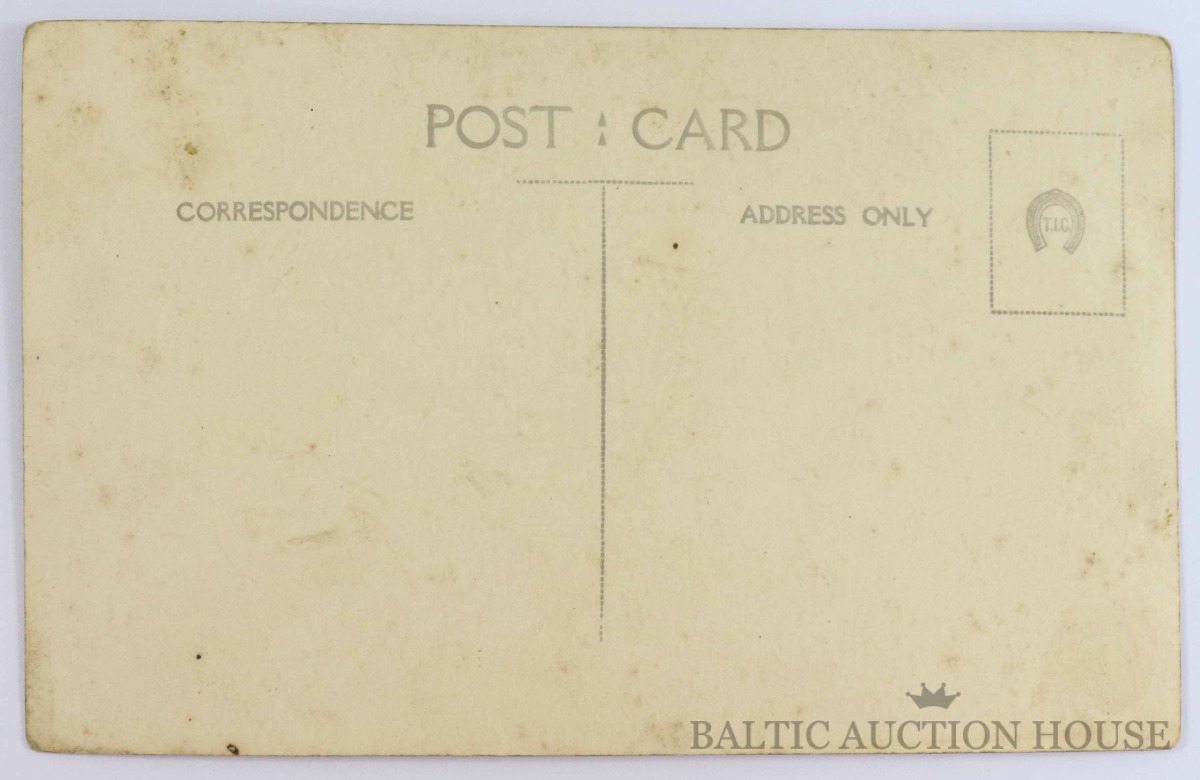 POST : CARD
CORRESPONDENCE
ADDRESS ONLY
T.I.C.
BALTIC AUCTION HOUSE